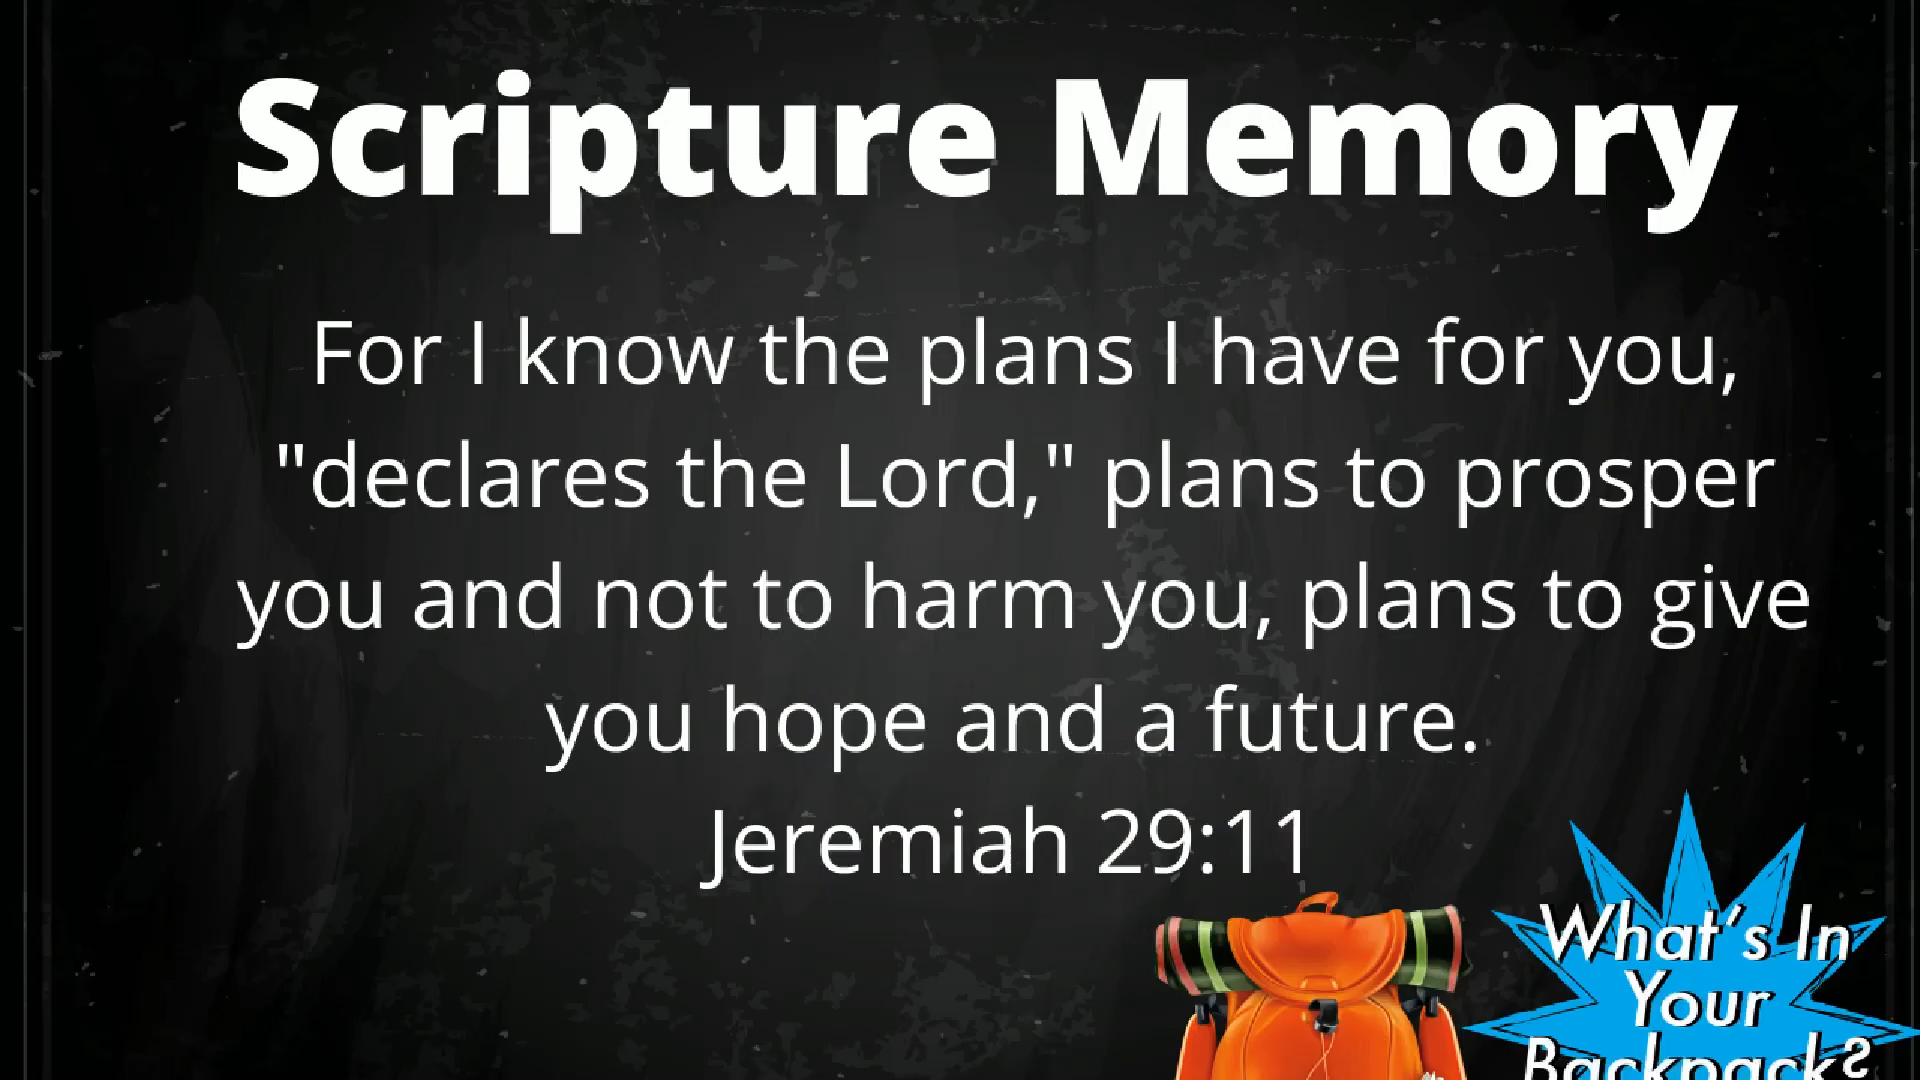 Scripture Memory
For I know the plans I have for you,
"declares the Lord," plans to prosper
you and not to harm you, plans to give
you hope and a future.
Jeremiah 29:11
What's In
Your
Backpack?